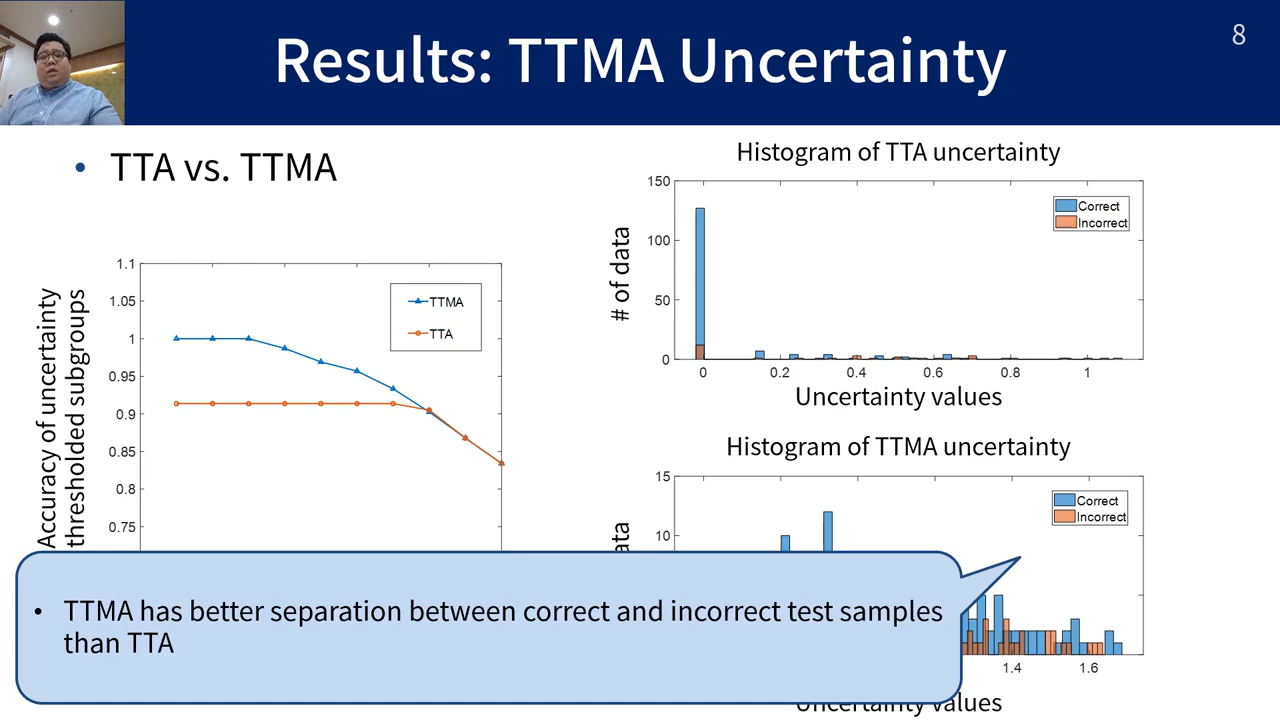 Results: TTMA Uncertainty
8
• TTA vs. TTMA
Accuracy of uncertainty
thresholded subgroups
1.1
1.05
1
0.95
0.9
0.85
0.8
0.75
TTMA
TTA
Histogram of TTA uncertainty
# of data
150
100
50
0
Correct
Incorrect
0 0.2 0.4 0.6 0.8 1
Uncertainty values
Histogram of TTMA uncertainty
ata
15
10
Correct
Incorrect
1.4 1.6
Uncertainty values
• TTMA has better separation between correct and incorrect test samples
than TTA